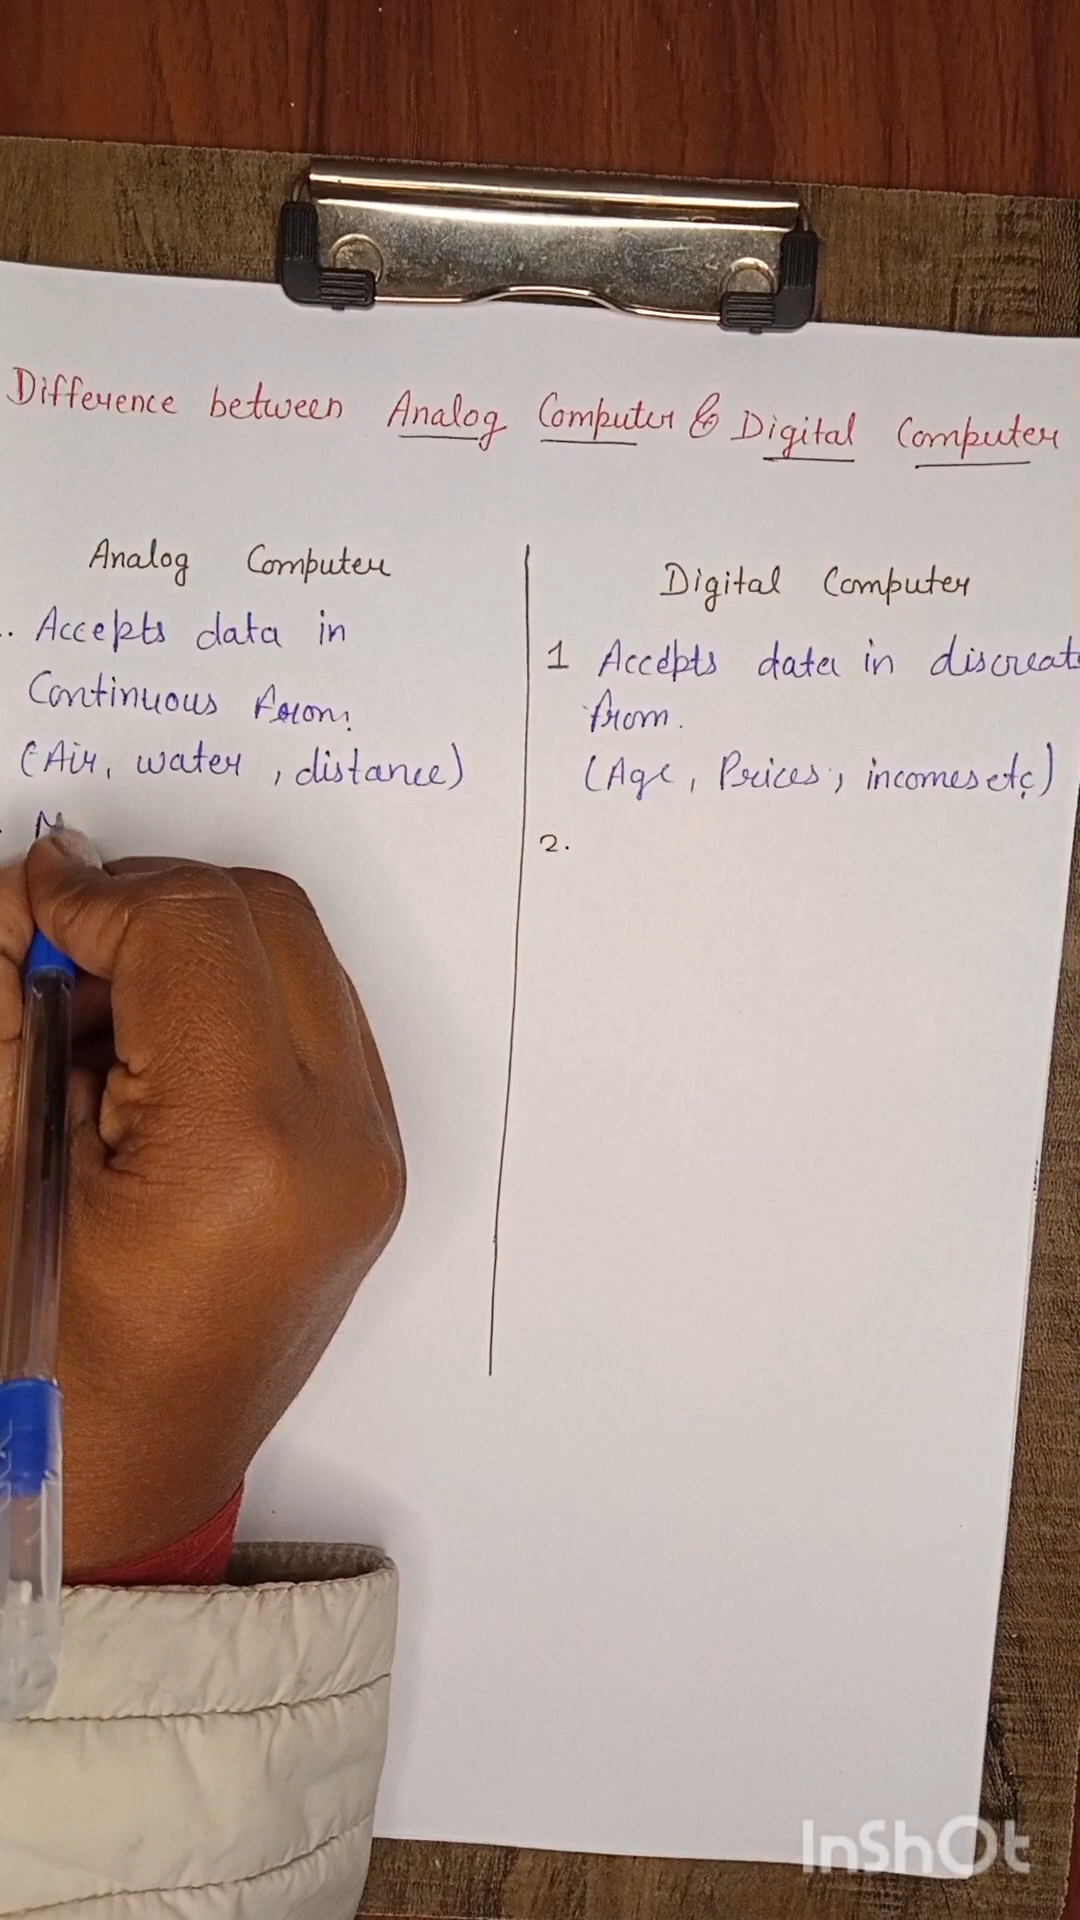 Difference between Analog Computer & Digital Computer
Analog Computer
Accepts data in
Continuous form.
(Air, water, distance)
Digital Computer
1 Accepts data in discreat
from.
(Age, Prices, incomes etc)
2.
InShOt